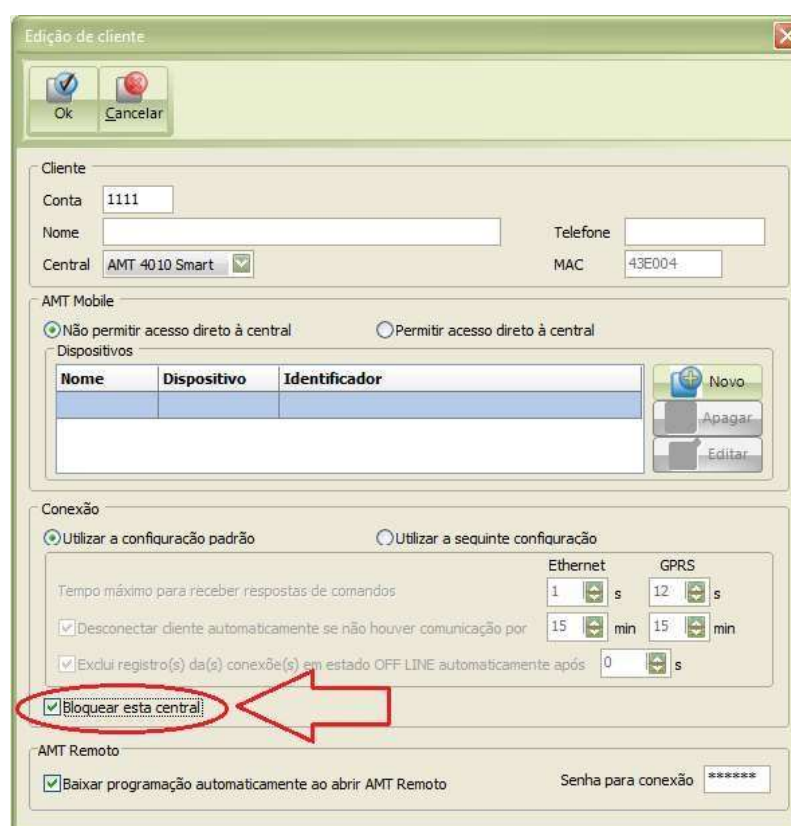 Edição de cliente
Ok Cancelar
Cliente
Conta 1111
Nome Telefone
Central AMT 4010 Smart MAC 43E004
AMT Mobile
Não permitir acesso direto à central Permitir acesso direto à central
Dispositivos
Nome Dispositivo Identificador
Novo
Apagar
Editar
Conexão
Utilizar a configuração padrão Utilizar a seguinte configuração
Ethernet GPRS
Tempo máximo para receber respostas de comandos 1 s 12 s
Desconectar cliente automaticamente se não houver comunicação por 15 min 15 min
Exclui registro(s) da(s) conexõe(s) em estado OFF LINE automaticamente após 0 s
Bloquear esta central
AMT Remoto
Baixar programação automaticamente ao abrir AMT Remoto Senha para conexão ******